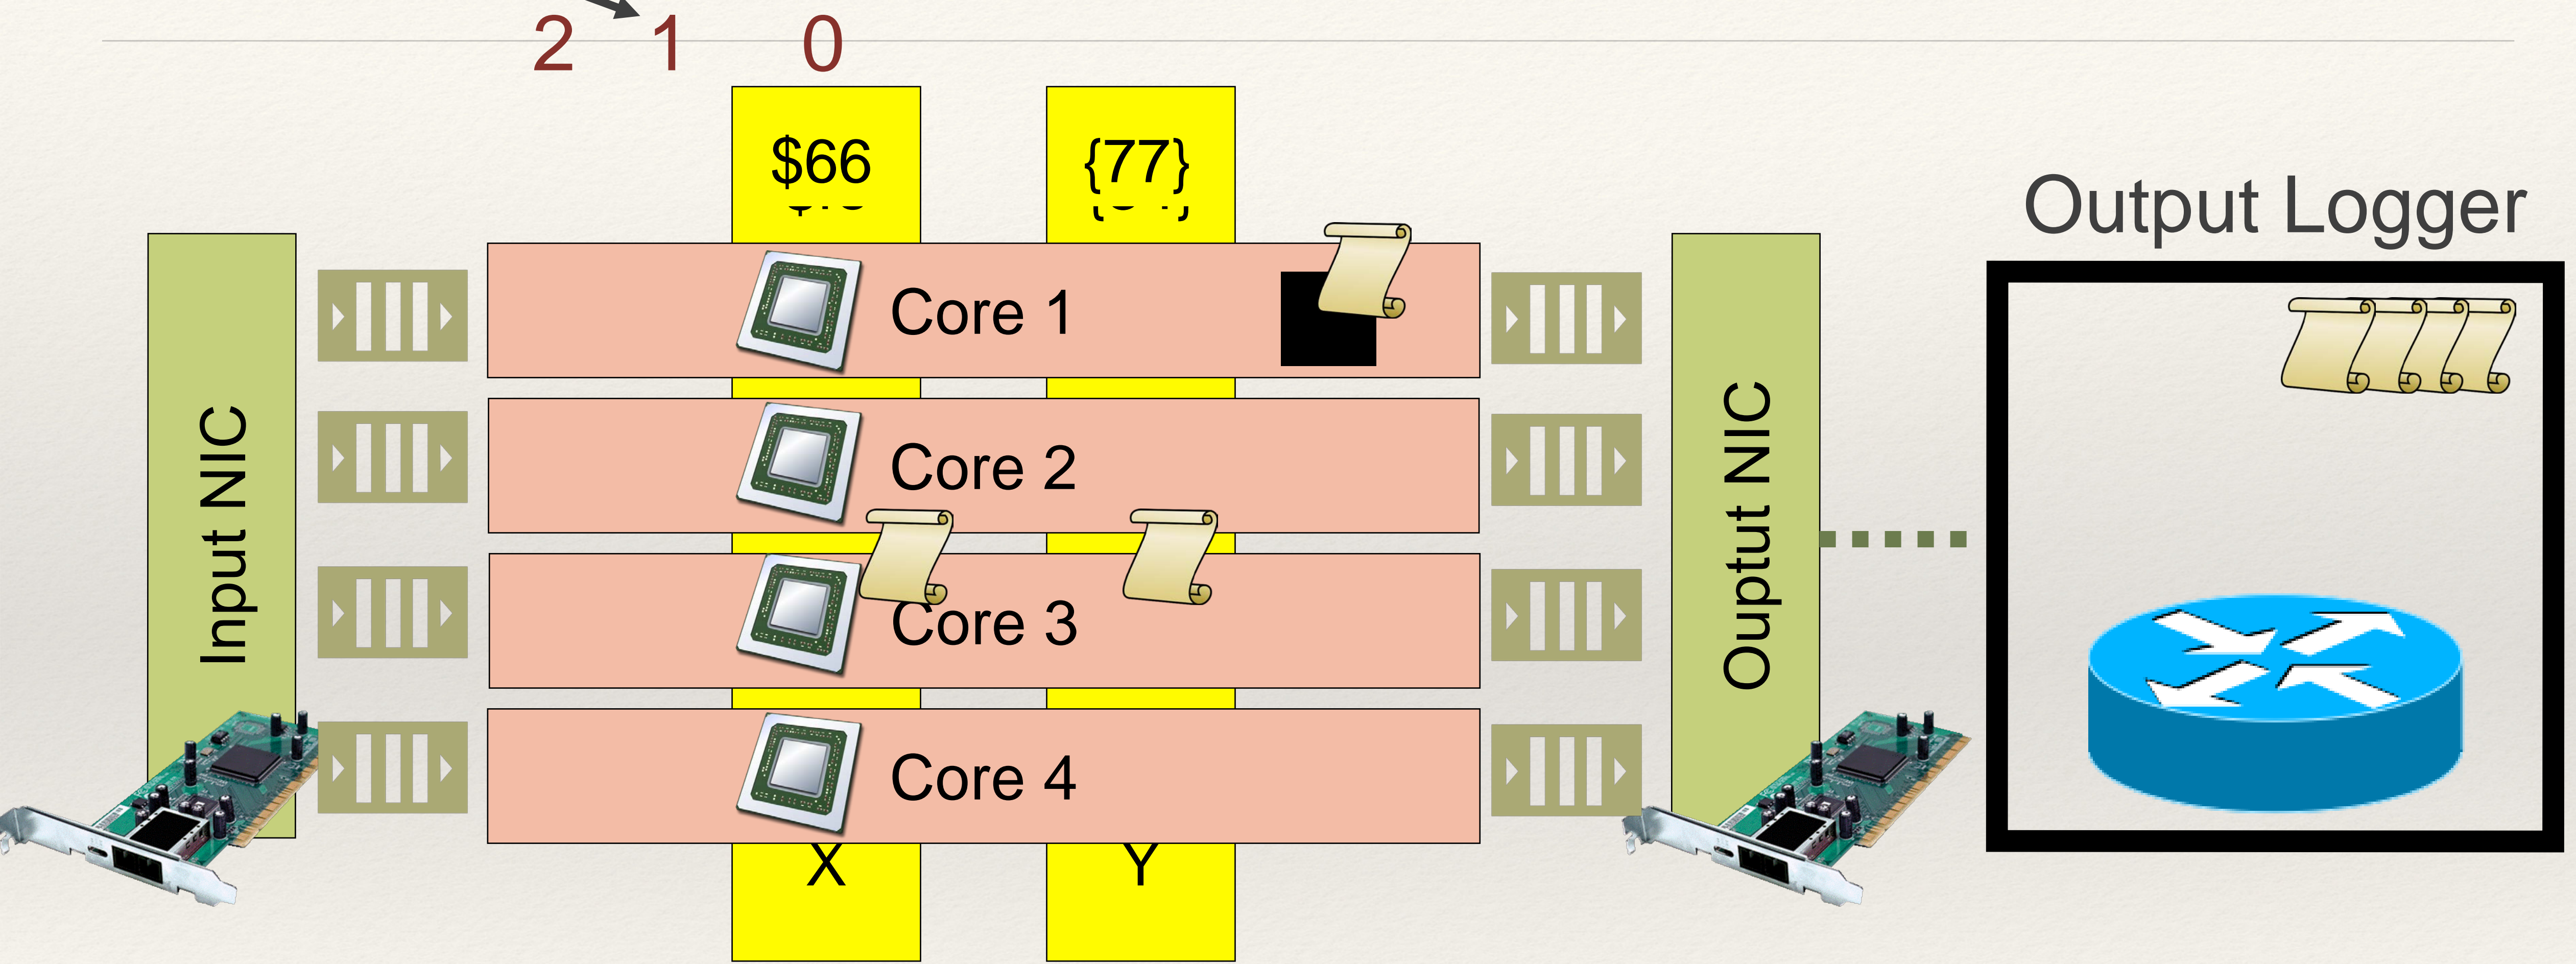 2 1 0
$66
{77}
Output Logger
Core 1
Core 2
Input NIC
Ouptut NIC
Core 3
Core 4
X
Y